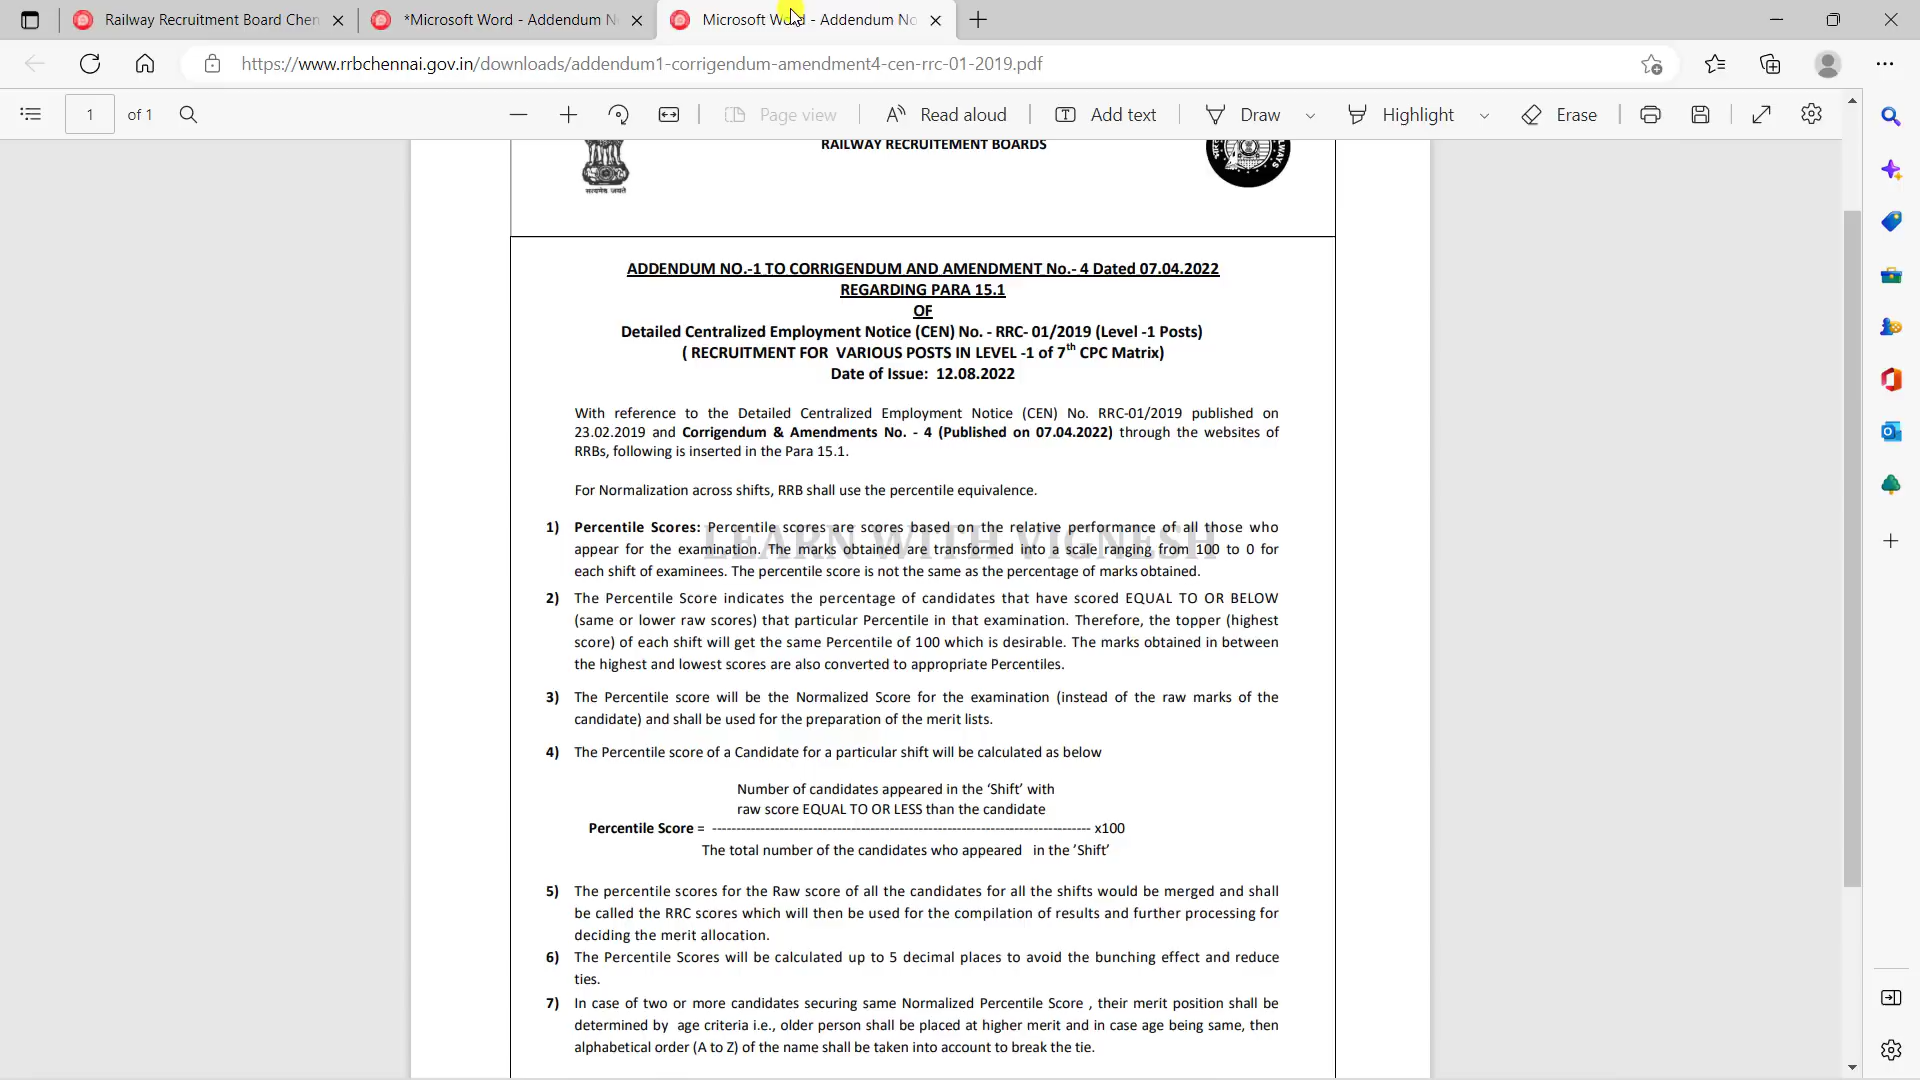 Railway Recruitment Board Chen
*Microsoft Word - Addendum N
Microsoft Word - Addendum No
https://www.rrbchennai.gov.in/downloads/addendum1-corrigendum-amendment4-cen-rrc-01-2019.pdf
1 of 1
Page view
Read aloud
Add text
Draw
Highlight
Erase
सत्यमेव जयते
RAILWAY RECRUITEMENT BOARDS
ADDENDUM NO.-1 TO CORRIGENDUM AND AMENDMENT No.- 4 Dated 07.04.2022
REGARDING PARA 15.1
OF
Detailed Centralized Employment Notice (CEN) No. - RRC- 01/2019 (Level -1 Posts)
( RECRUITMENT FOR VARIOUS POSTS IN LEVEL -1 of 7th CPC Matrix)
Date of Issue: 12.08.2022
With reference to the Detailed Centralized Employment Notice (CEN) No. RRC-01/2019 published on
23.02.2019 and Corrigendum & Amendments No. - 4 (Published on 07.04.2022) through the websites of
RRBs, following is inserted in the Para 15.1.
For Normalization across shifts, RRB shall use the percentile equivalence.
1) Percentile Scores: Percentile scores are scores based on the relative performance of all those who
LEARN WITH VIGNESH
appear for the examination. The marks obtained are transformed into a scale ranging from 100 to 0 for
each shift of examinees. The percentile score is not the same as the percentage of marks obtained.
2) The Percentile Score indicates the percentage of candidates that have scored EQUAL TO OR BELOW
(same or lower raw scores) that particular Percentile in that examination. Therefore, the topper (highest
score) of each shift will get the same Percentile of 100 which is desirable. The marks obtained in between
the highest and lowest scores are also converted to appropriate Percentiles.
3) The Percentile score will be the Normalized Score for the examination (instead of the raw marks of the
candidate) and shall be used for the preparation of the merit lists.
4) The Percentile score of a Candidate for a particular shift will be calculated as below
Number of candidates appeared in the ‘Shift’ with
raw score EQUAL TO OR LESS than the candidate
Percentile Score = ------------------------------------------------------------------------------- x100
The total number of the candidates who appeared in the ’Shift’
5) The percentile scores for the Raw score of all the candidates for all the shifts would be merged and shall
be called the RRC scores which will then be used for the compilation of results and further processing for
deciding the merit allocation.
6) The Percentile Scores will be calculated up to 5 decimal places to avoid the bunching effect and reduce
ties.
7) In case of two or more candidates securing same Normalized Percentile Score , their merit position shall be
determined by age criteria i.e., older person shall be placed at higher merit and in case age being same, then
alphabetical order (A to Z) of the name shall be taken into account to break the tie.